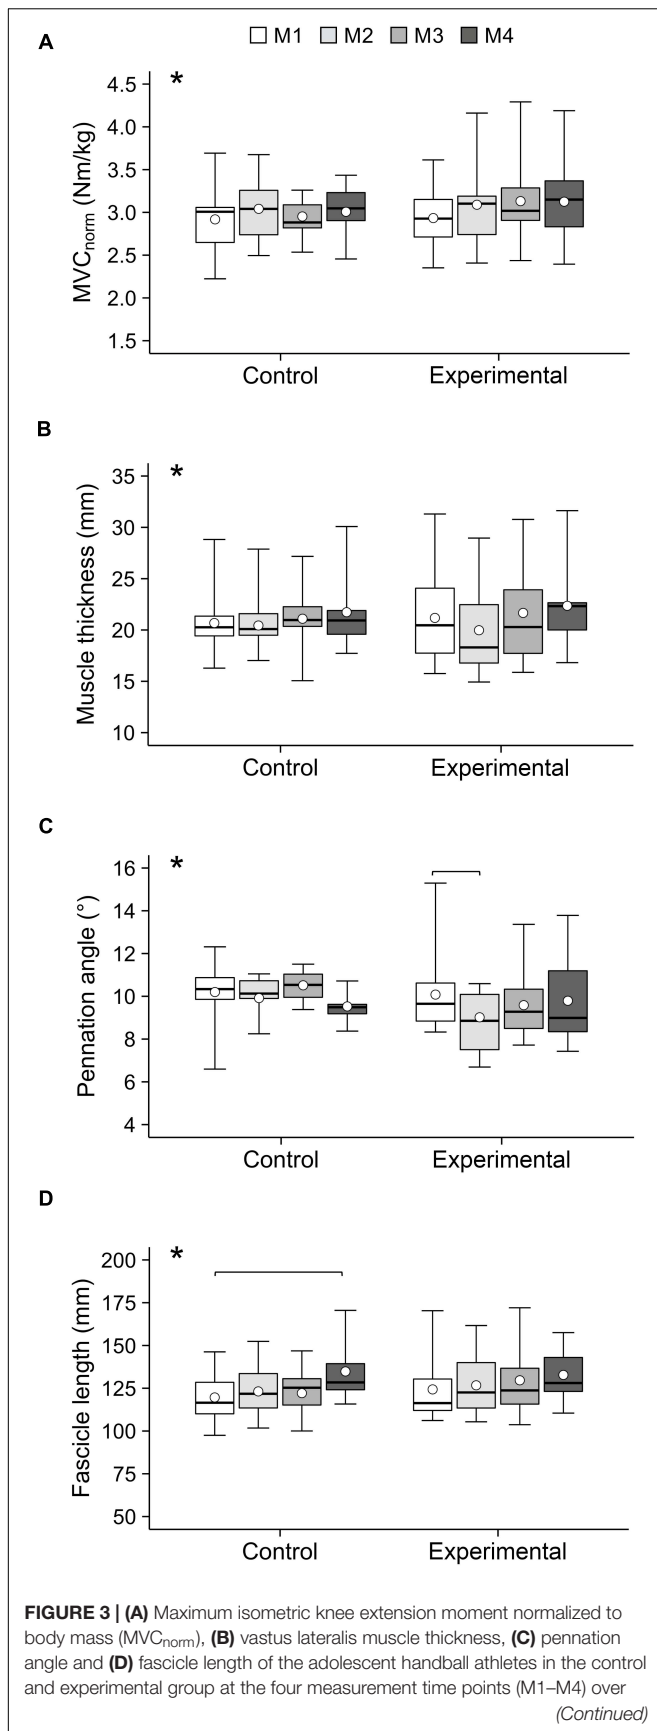 A
M1 M2 M3 M4
*
MVCnorm (Nm/kg)
4.5
4.0
3.5
3.0
2.5
2.0
1.5
Control Experimental
B
*
Muscle thickness (mm)
35
30
25
20
15
10
Control Experimental
C
*
Pennation angle (°)
16
14
12
10
8
6
4
Control Experimental
D
*
Fascicle length (mm)
200
175
150
125
100
75
50
Control Experimental
FIGURE 3 | (A) Maximum isometric knee extension moment normalized to
body mass (MVCnorm), (B) vastus lateralis muscle thickness, (C) pennation
angle and (D) fascicle length of the adolescent handball athletes in the control
and experimental group at the four measurement time points (M1–M4) over
(Continued)